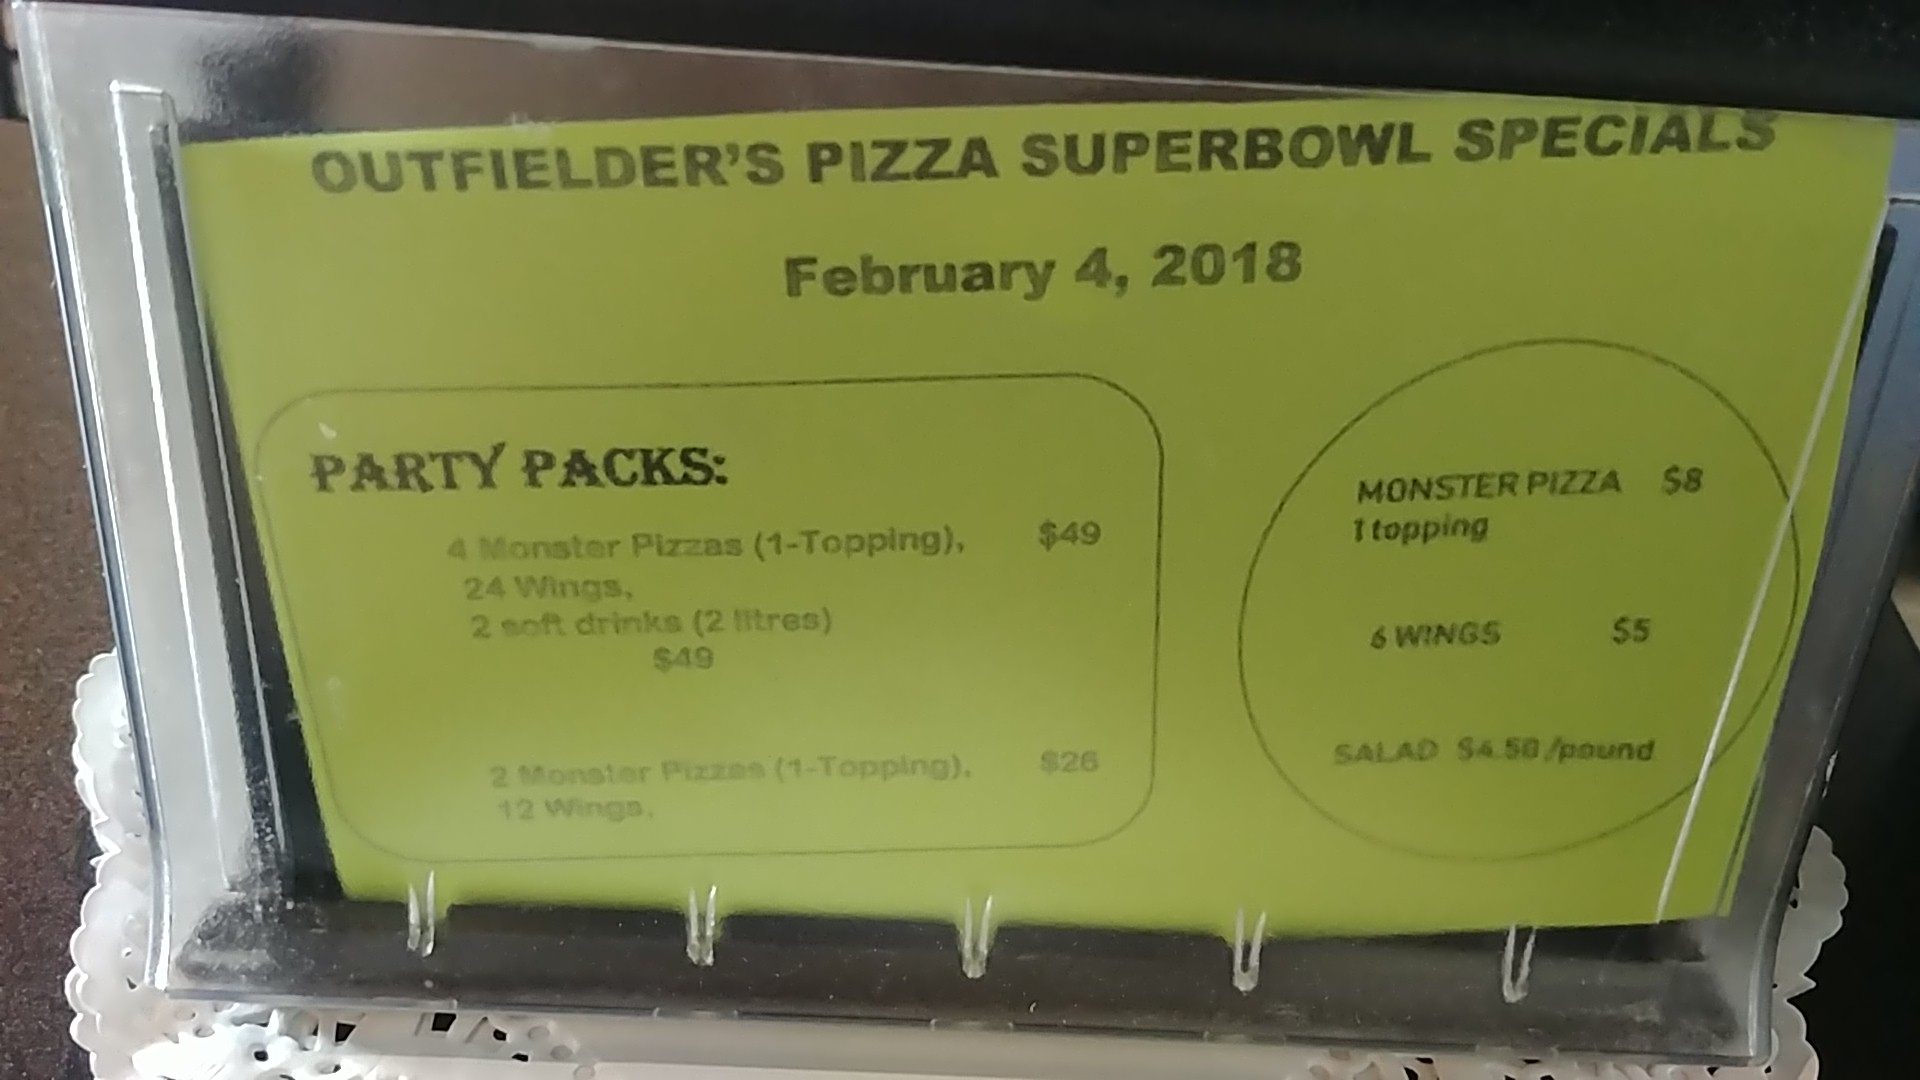 OUTFIELDER'S PIZZA SUPERBOWL SPECIALS
February 4, 2018
PARTY PACKS:
4 Monster Pizzas (1-Topping), $49
24 Wings,
2 soft drinks (2 litres)
$49
2 Monster Pizzas (1-Topping), $26
12 Wings,
MONSTER PIZZA $8
1 topping
6 WINGS $5
SALAD $4.50/pound